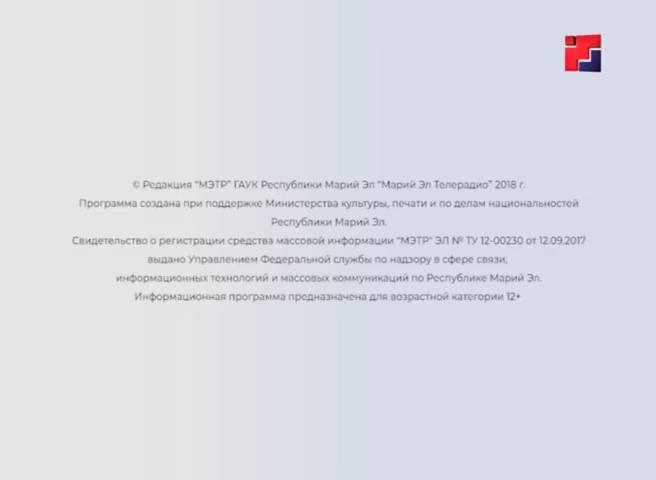 © Редакция "МЭТР" ГАУК Республики Марий Эл "Марий Эл Телерадио" 2018 г.
Программа создана при поддержке Министерства культуры, печати и по делам национальностей
Республики Марий Эл.
Свидетельство о регистрации средства массовой информации "МЭТР" ЭЛ № ТУ 12-00230 от 12.09.2017
выдано Управлением Федеральной службы по надзору в сфере связи,
информационных технологий и массовых коммуникаций по Республике Марий Эл.
Информационная программа предназначена для возрастной категории 12+